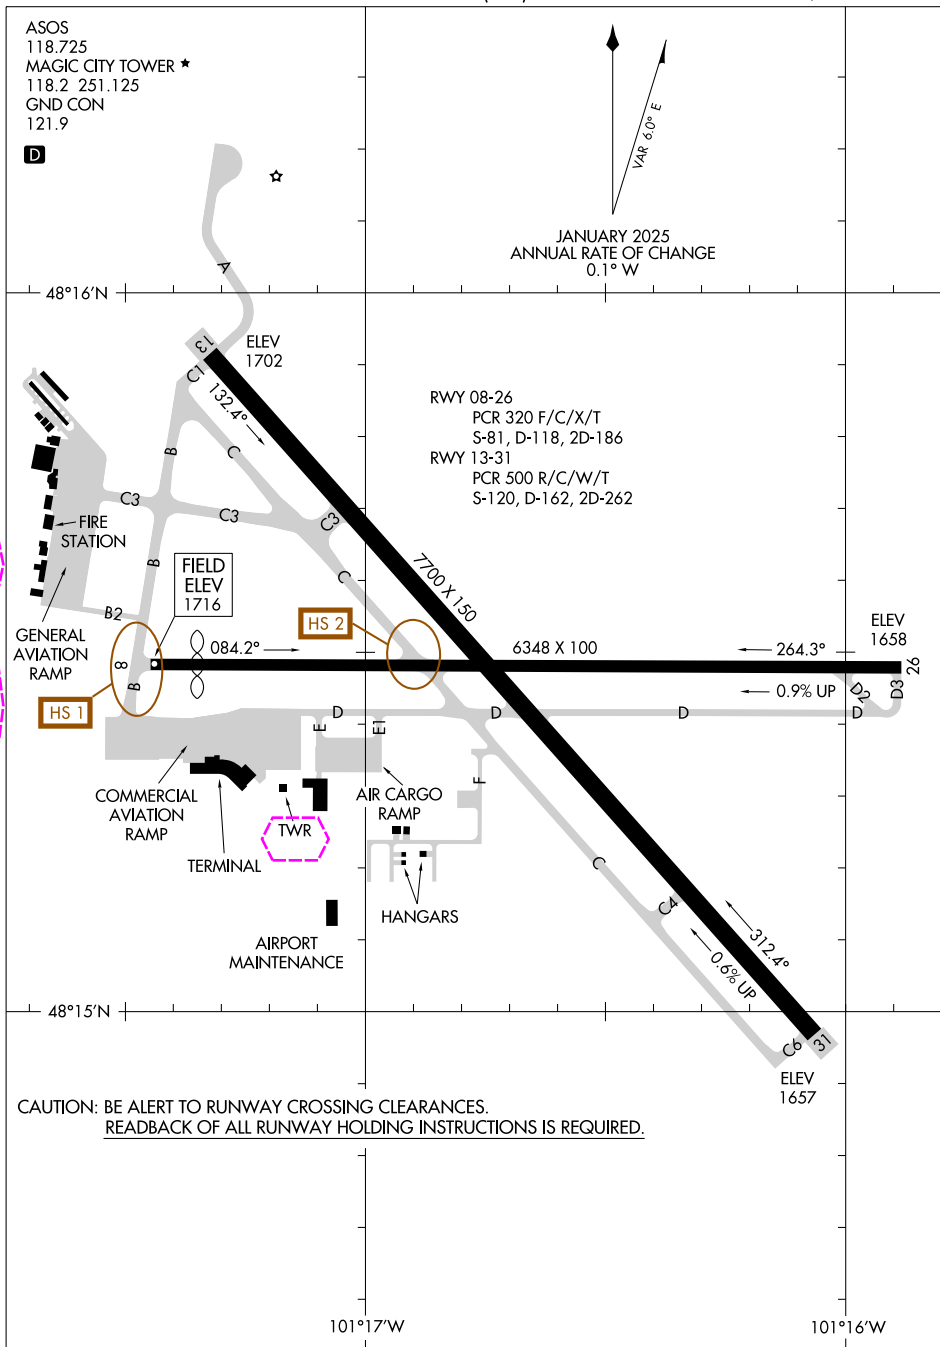 ASOS
118.725
MAGIC CITY TOWER ★
118.2 251.125
GND CON
121.9
D
VAR 6.0° E
JANUARY 2025
ANNUAL RATE OF CHANGE
0.1° W
48°16'N
A
13
ELEV
1702
C1
132.4°
RWY 08-26
PCR 320 F/C/X/T
S-81, D-118, 2D-186
RWY 13-31
PCR 500 R/C/W/T
S-120, D-162, 2D-262
B
C
C3
C3
C3
FIRE
STATION
B
C
7700 X 150
FIELD
ELEV
1716
B2
HS 2
GENERAL
AVIATION
RAMP
8
084.2°
6348 X 100
264.3°
ELEV
1658
26
B
0.9% UP
D2
D3
HS 1
D
D
D
D
E
E1
COMMERCIAL
AVIATION
RAMP
AIR CARGO
RAMP
F
TWR
TERMINAL
C
HANGARS
C4
AIRPORT
MAINTENANCE
312.4°
0.6% UP
48°15'N
C6
31
ELEV
1657
CAUTION: BE ALERT TO RUNWAY CROSSING CLEARANCES.
READBACK OF ALL RUNWAY HOLDING INSTRUCTIONS IS REQUIRED.
101°17'W
101°16'W